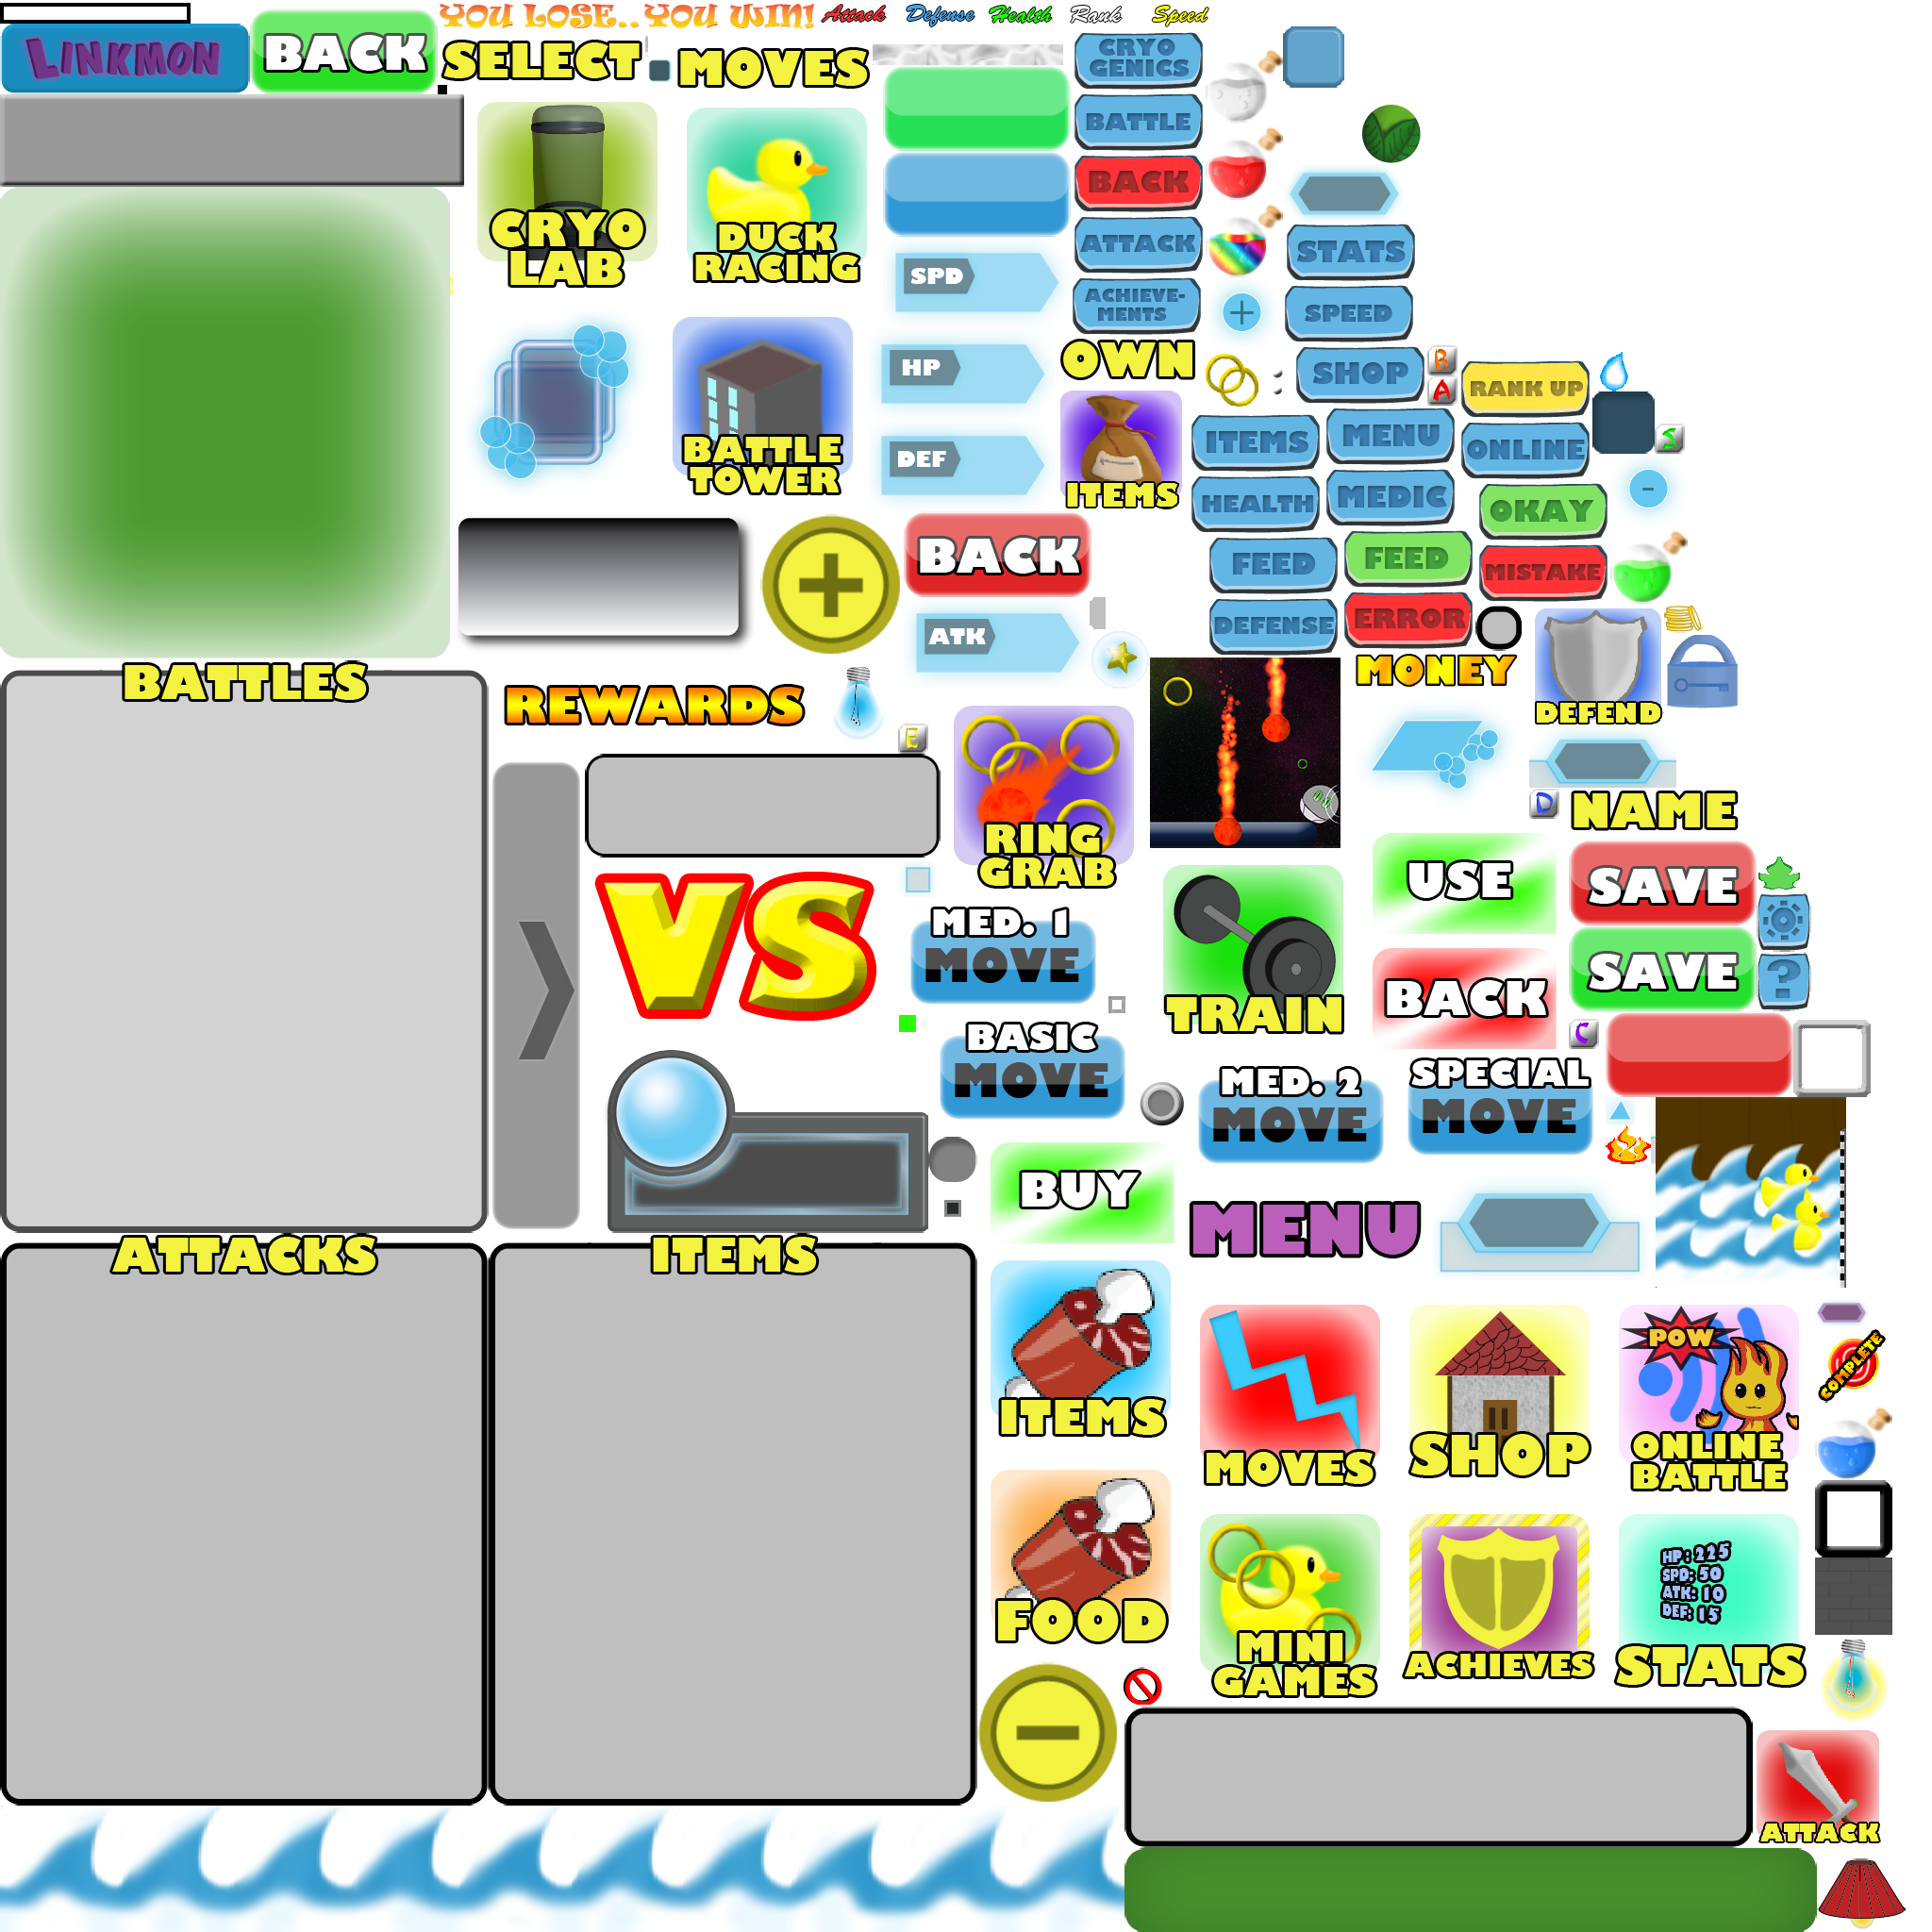 YOU LOSE..
YOU WIN!
Attack
Defense
Health
Rank
Speed
LINKMON
BACK
SELECT
MOVES
CRYO
GENICS
BATTLE
BACK
ATTACK
ACHIEVE-
MENTS
CRYO
LAB
DUCK
RACING
SPD
HP
DEF
ATK
STATS
SPEED
SHOP
B
A
RANK UP
OWN
ITEMS
BATTLE
TOWER
ITEMS
MENU
ONLINE
S
HEALTH
MEDIC
OKAY
FEED
FEED
MISTAKE
DEFENSE
ERROR
BACK
BATTLES
REWARDS
E
MONEY
DEFEND
RING
GRAB
D
NAME
USE
SAVE
VS
MED. 1
MOVE
TRAIN
BACK
SAVE
?
C
BASIC
MOVE
MED. 2
MOVE
SPECIAL
MOVE
BUY
MENU
ATTACKS
ITEMS
ITEMS
MOVES
SHOP
POW
ONLINE
BATTLE
COMPLETE
FOOD
MINI
GAMES
ACHIEVES
HP: 225
SPD: 50
ATK: 10
DEF: 15
STATS
ATTACK